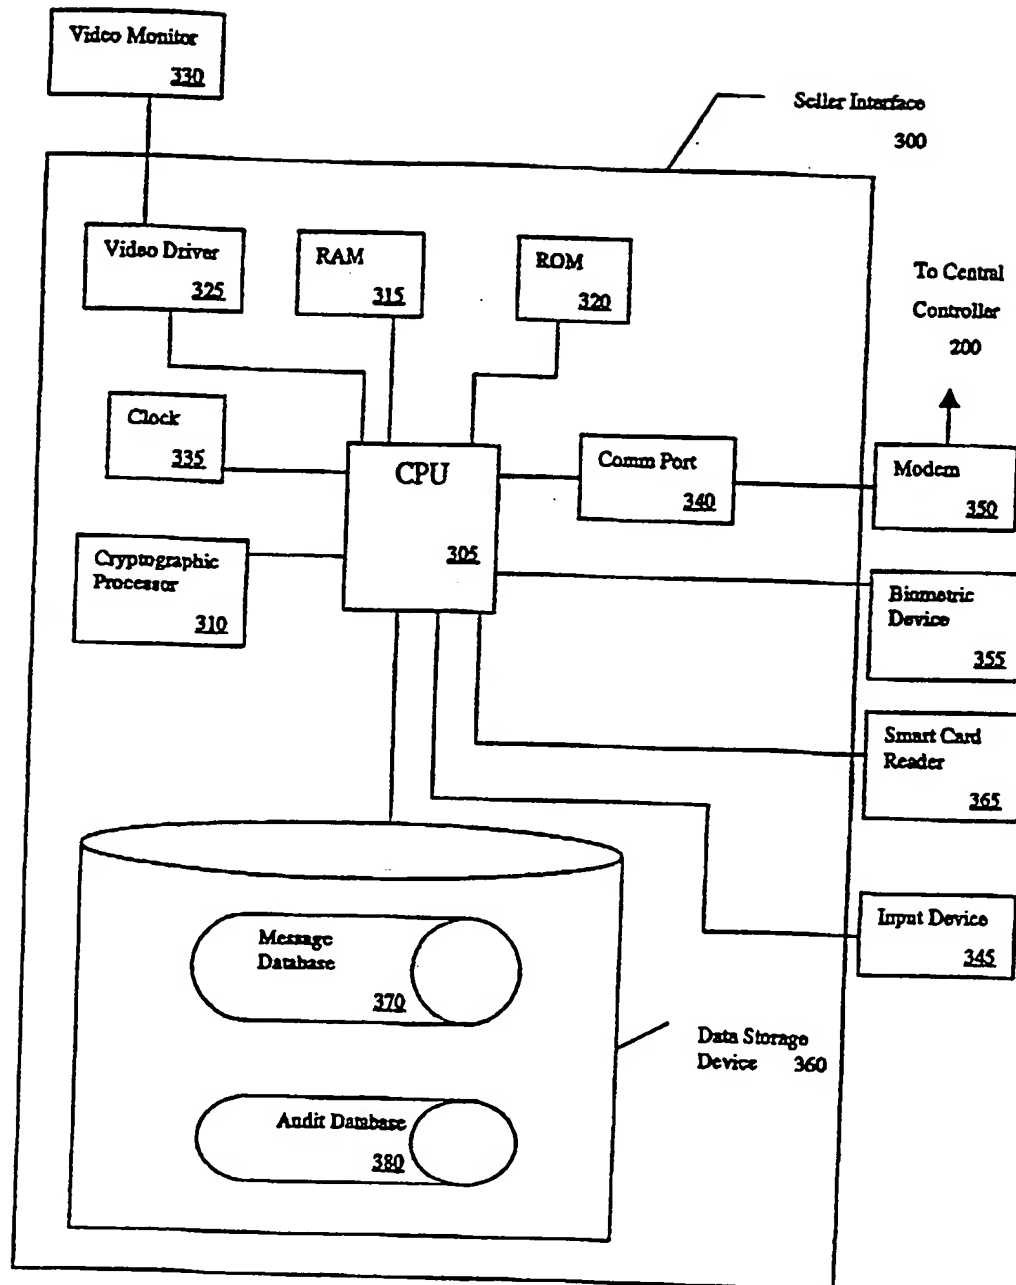 Video Monitor
330
Seller Interface
300
Video Driver
325
RAM
315
ROM
320
To Central
Controller
200
Clock
335
CPU
305
Comm Port
340
Modem
350
Cryptographic
Processor
310
Biometric
Device
355
Smart Card
Reader
365
Input Device
345
Message
Database
370
Data Storage
Device 360
Audit Database
380